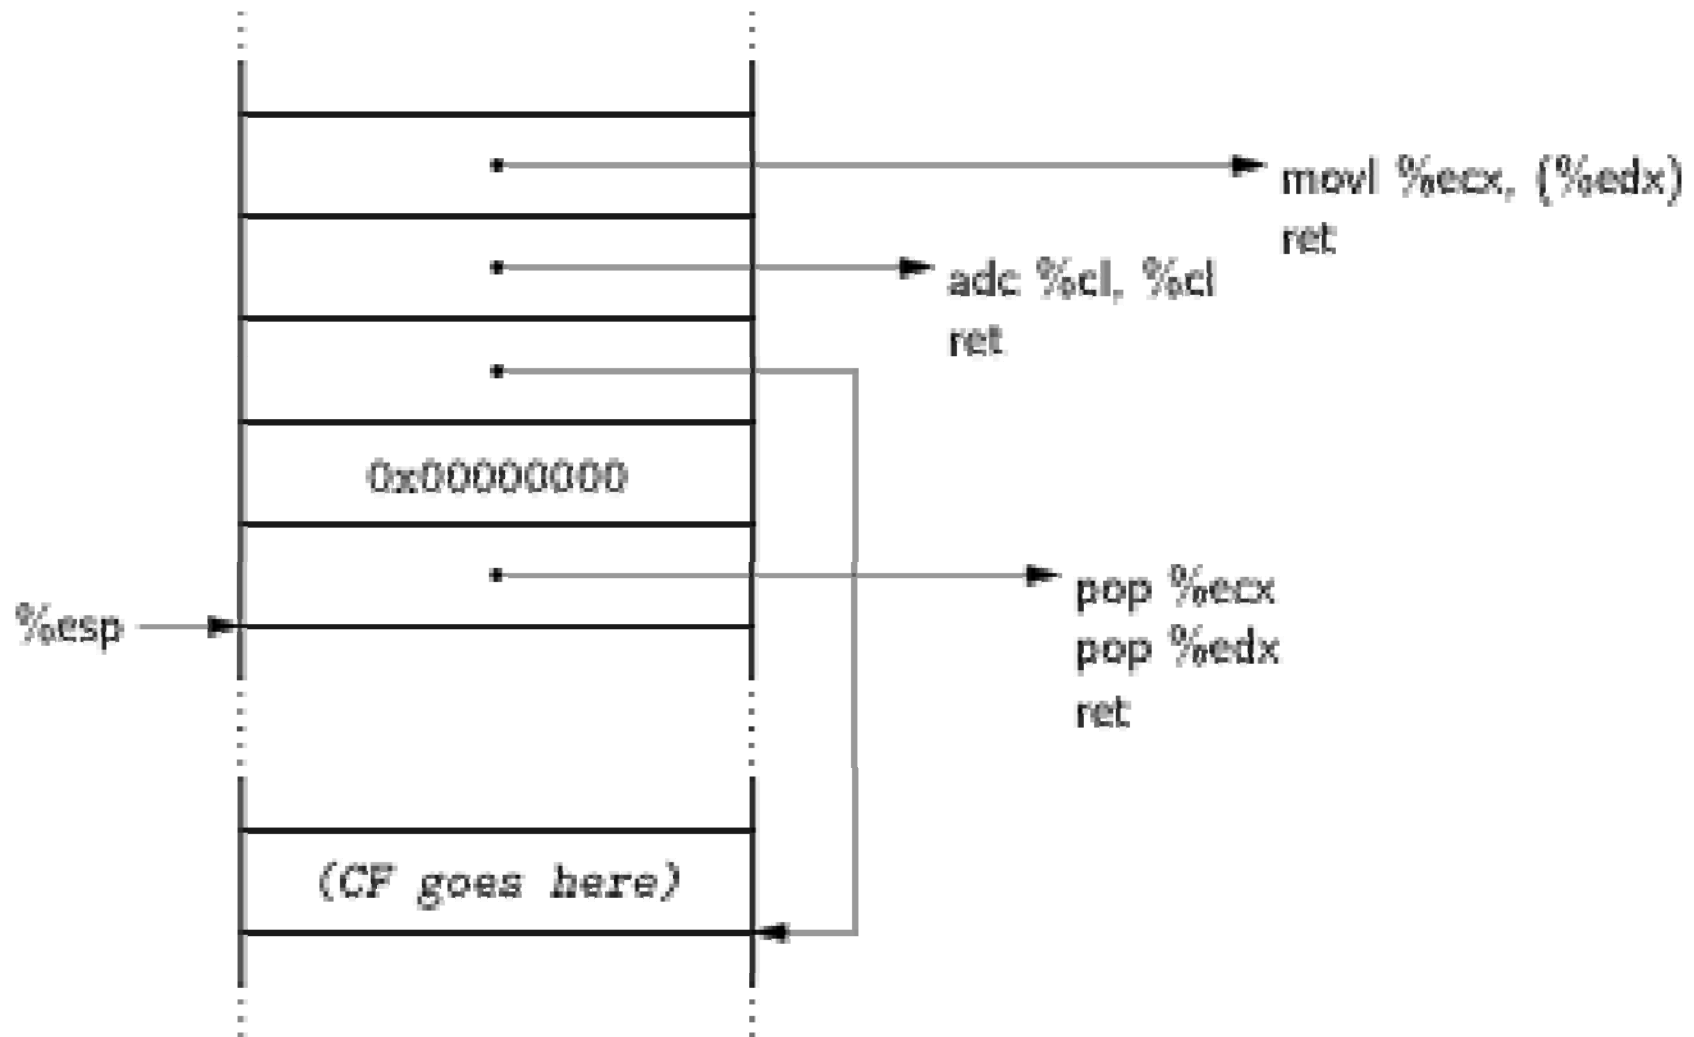 movl %ecx, (%edx)
ret
adc %cl, %cl
ret
0x00000000
pop %ecx
pop %edx
ret
%esp
(CF goes here)